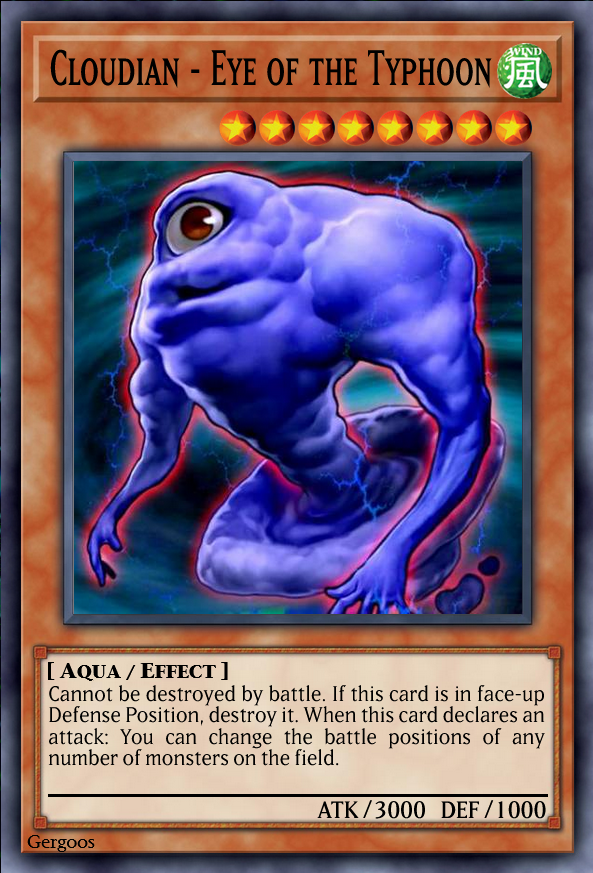 Cloudian - Eye of the Typhoon
WIND
風
[ Aqua / Effect ]
Cannot be destroyed by battle. If this card is in face-up
Defense Position, destroy it. When this card declares an
attack: You can change the battle positions of any
number of monsters on the field.
ATK/3000 DEF/1000
Gergoos